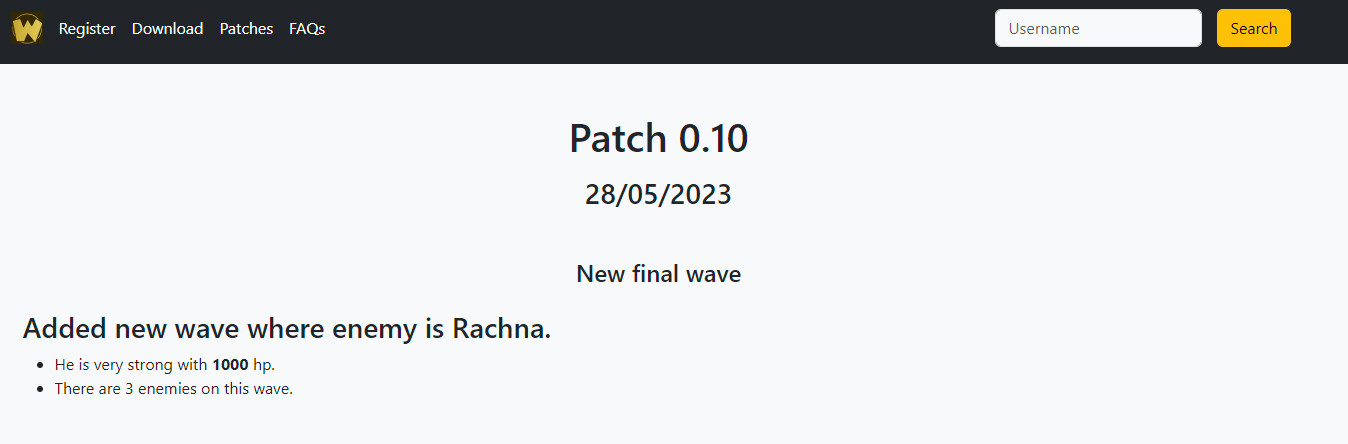 W
Register Download Patches FAQs Username Search
Patch 0.10
28/05/2023
New final wave
Added new wave where enemy is Rachna.
He is very strong with 1000 hp.
There are 3 enemies on this wave.